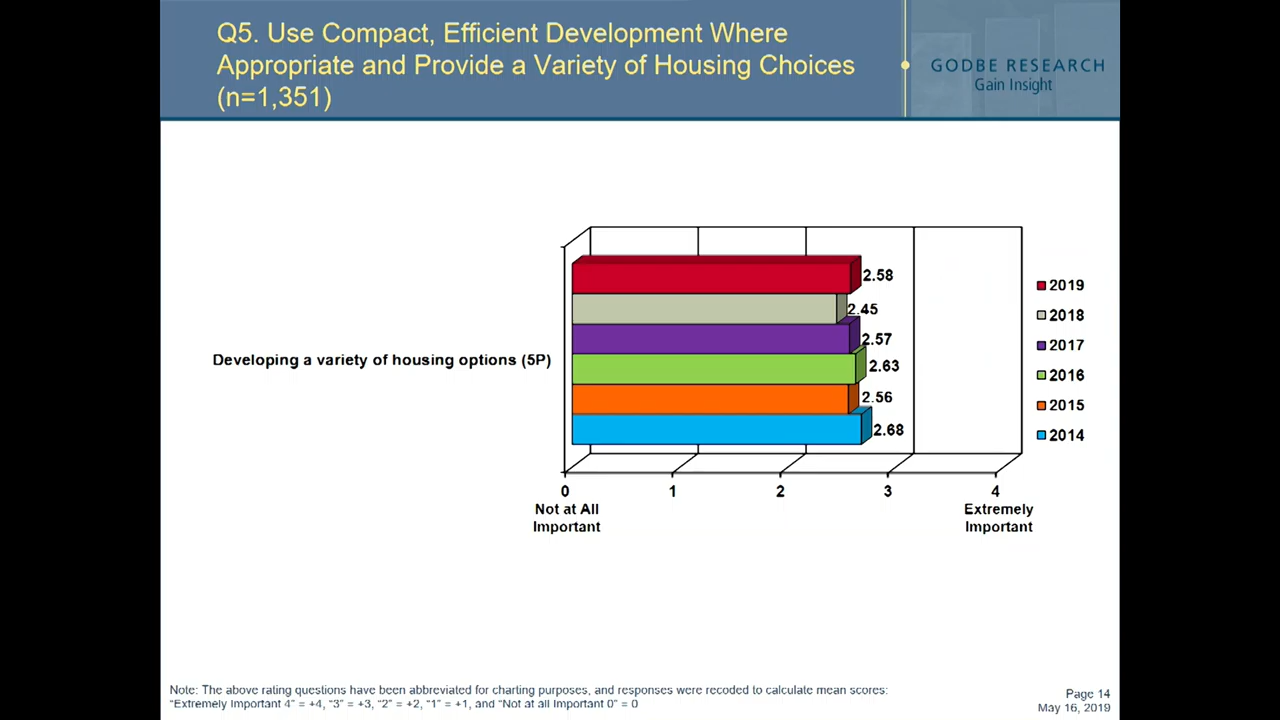 Q5. Use Compact, Efficient Development Where
Appropriate and Provide a Variety of Housing Choices
(n=1,351)
GODBE RESEARCH
Gain Insight
2.58
2.45
2.57
2.63
2.56
2.68
Developing a variety of housing options (5P)
2019
2018
2017
2016
2015
2014
0 1 2 3 4
Not at All Extremely
Important Important
Note: The above rating questions have been abbreviated for charting purposes, and responses were recoded to calculate mean scores:
“Extremely Important 4” = +4, “3” = +3, “2” = +2, “1” = +1, and “Not at all Important 0” = 0
Page 14
May 16, 2019